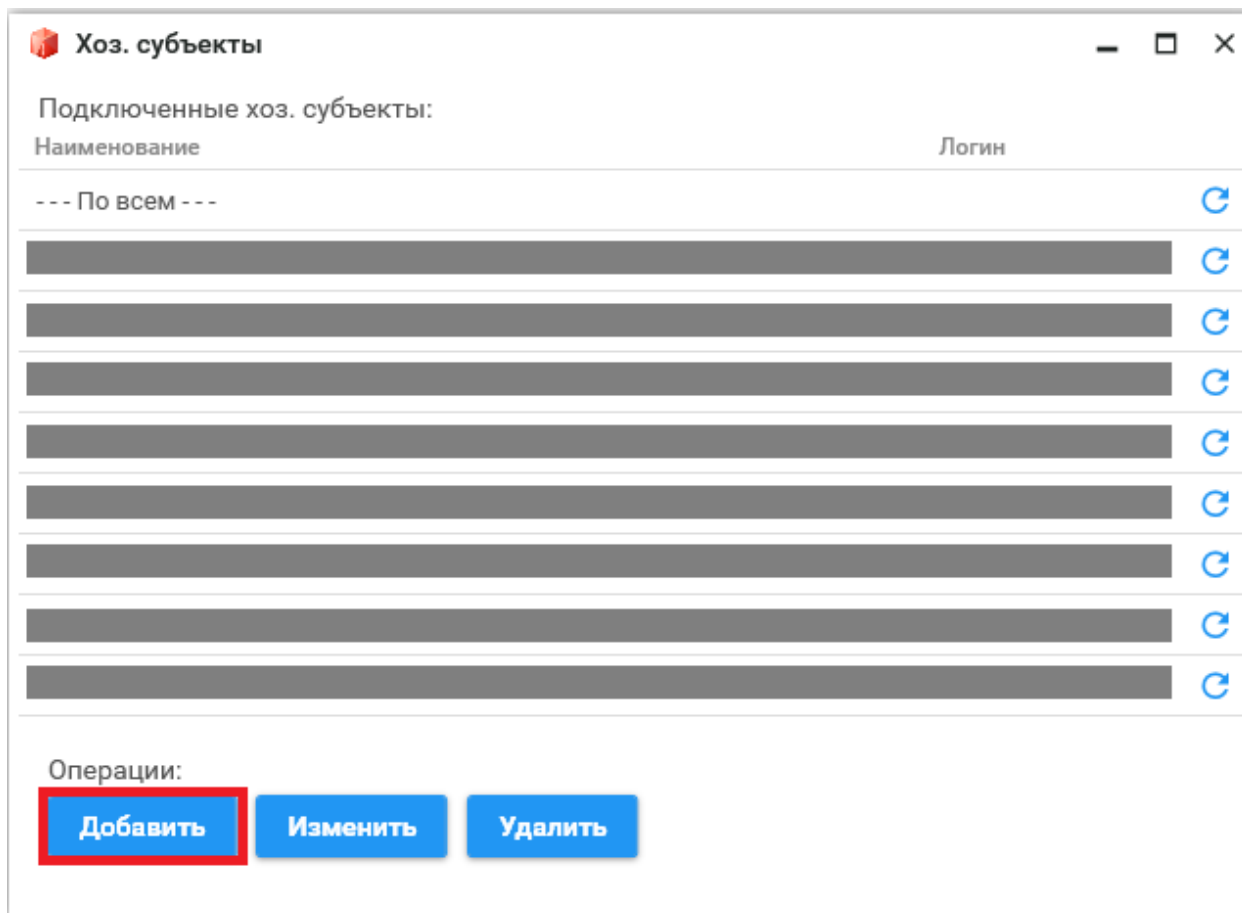 Хоз. субъекты
Подключенные хоз. субъекты:
Наименование Логин
- - - По всем - - -
Операции:
Добавить Изменить Удалить